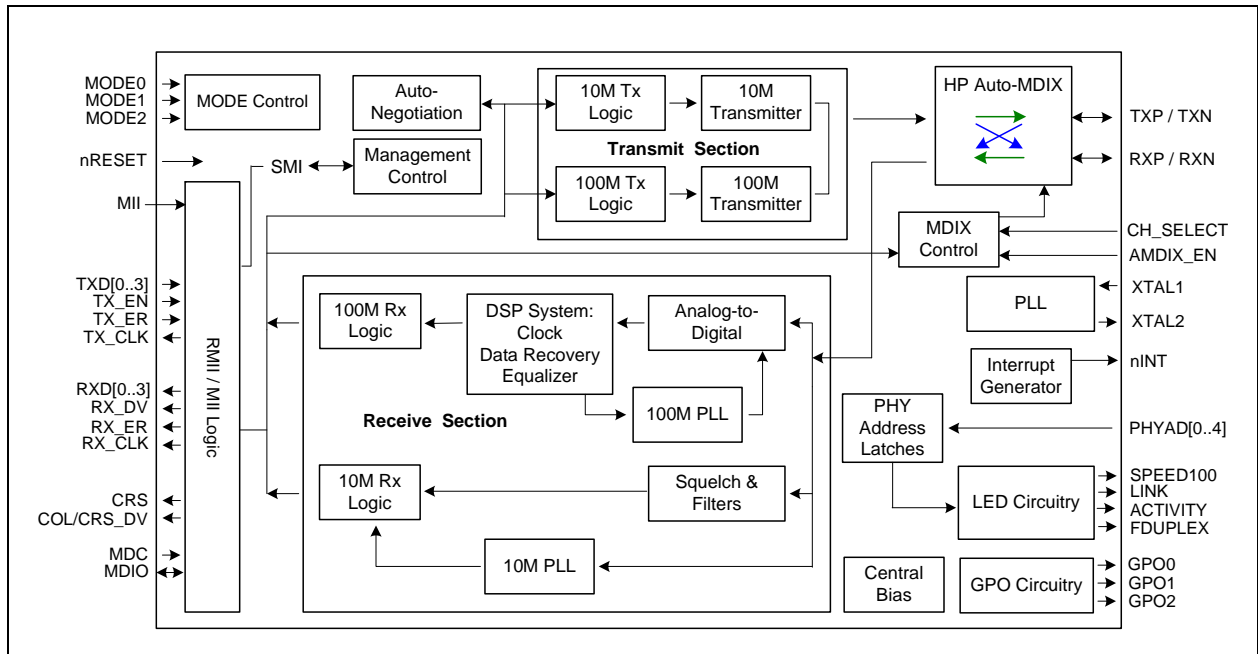 MODE0
MODE1
MODE2
nRESET
MII
TXD[0..3]
TX_EN
TX_ER
TX_CLK
RXD[0..3]
RX_DV
RX_ER
RX_CLK
CRS
COL/CRS_DV
MDC
MDIO
MODE Control
RMII / MII Logic
SMI
Auto-
Negotiation
Management
Control
10M Tx
Logic
10M
Transmitter
Transmit Section
100M Tx
Logic
100M
Transmitter
100M Rx
Logic
DSP System:
Clock
Data Recovery
Equalizer
Analog-to-
Digital
100M PLL
Receive Section
10M Rx
Logic
Squelch &
Filters
10M PLL
HP Auto-MDIX
MDIX
Control
PLL
Interrupt
Generator
PHY
Address
Latches
LED Circuitry
Central
Bias
GPO Circuitry
TXP / TXN
RXP / RXN
CH_SELECT
AMDIX_EN
XTAL1
XTAL2
nINT
PHYAD[0..4]
SPEED100
LINK
ACTIVITY
FDUPLEX
GPO0
GPO1
GPO2